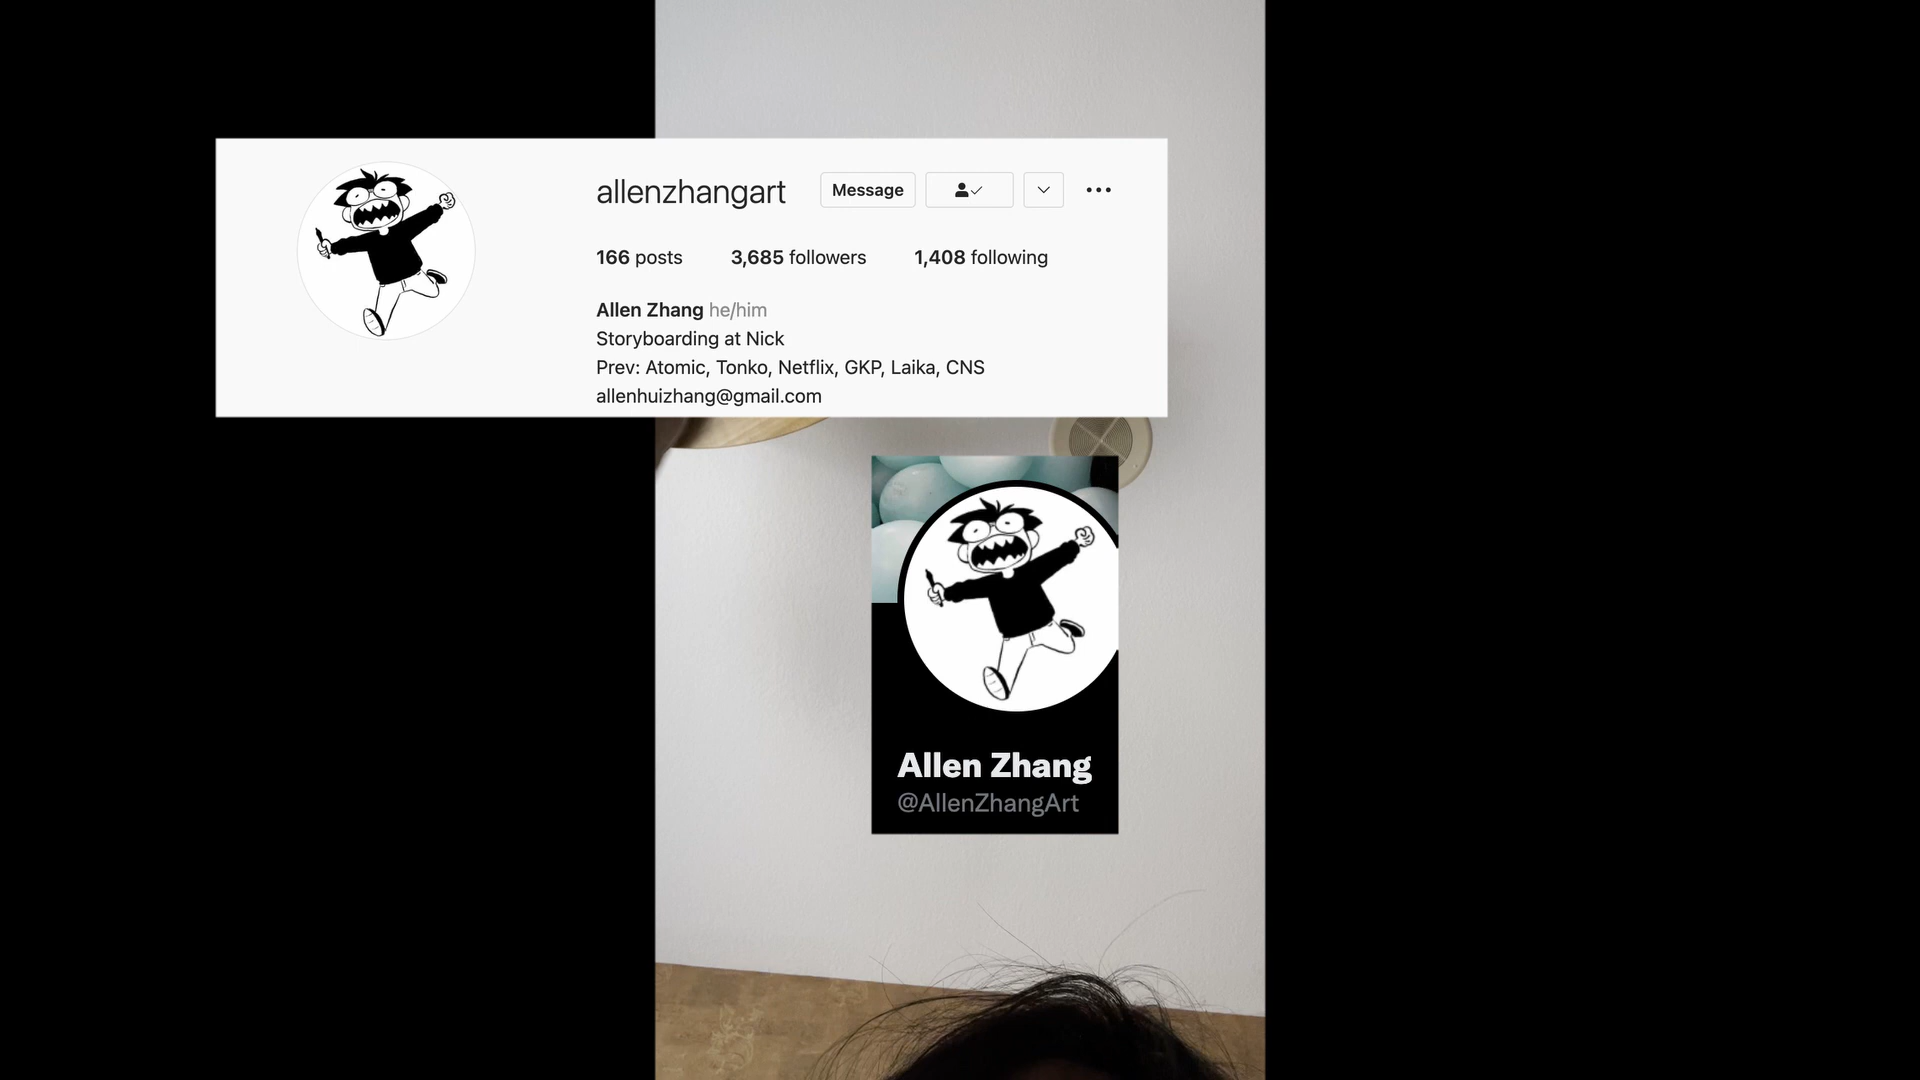 allenzhangart Message
166 posts 3,685 followers 1,408 following
Allen Zhang he/him
Storyboarding at Nick
Prev: Atomic, Tonko, Netflix, GKP, Laika, CNS
allenhuizhang@gmail.com
Allen Zhang
@AllenZhangArt